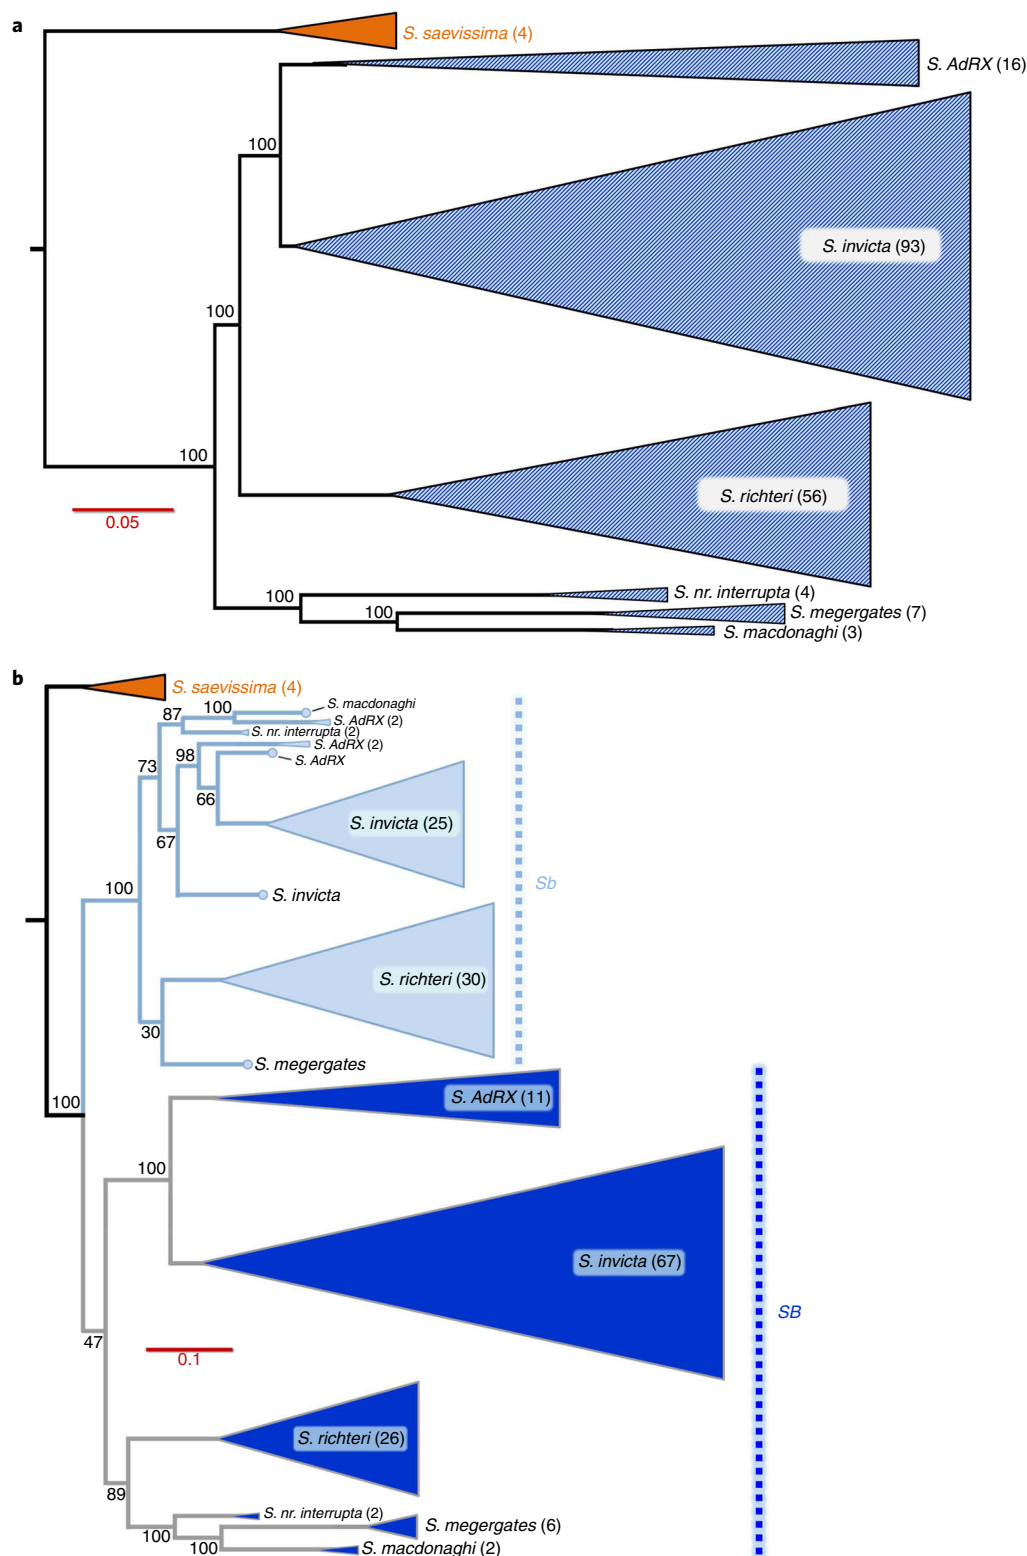 a
S. saevissima (4)
S. AdRX (16)
100
S. invicta (93)
100
100
S. richteri (56)
0.05
100
S. nr. interrupta (4)
100
S. megergates (7)
S. macdonaghi (3)
b
S. saevissima (4)
S. macdonaghi
100
87
S. AdRX (2)
S. nr. interrupta (2)
S. AdRX (2)
98
S. AdRX
73
66
S. invicta (25)
67
Sb
100
S. invicta
S. richteri (30)
30
S. megergates
100
S. AdRX (11)
100
S. invicta (67)
SB
47
0.1
S. richteri (26)
89
S. nr. interrupta (2)
S. megergates (6)
100
100
S. macdonaghi (2)